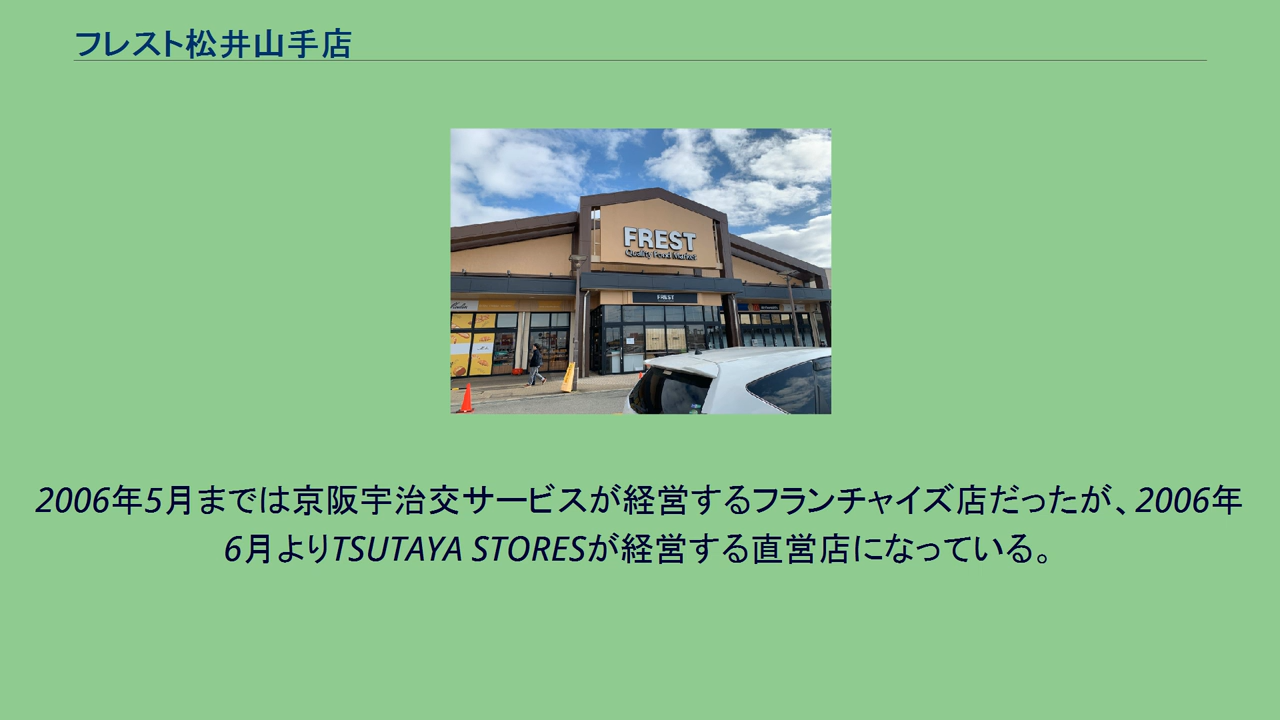 フレスト松井山手店
FREST
Quality Food Market
FREST
2006年5月までは京阪宇治交サービスが経営するフランチャイズ店だったが、2006年
6月よりTSUTAYA STORESが経営する直営店になっている。